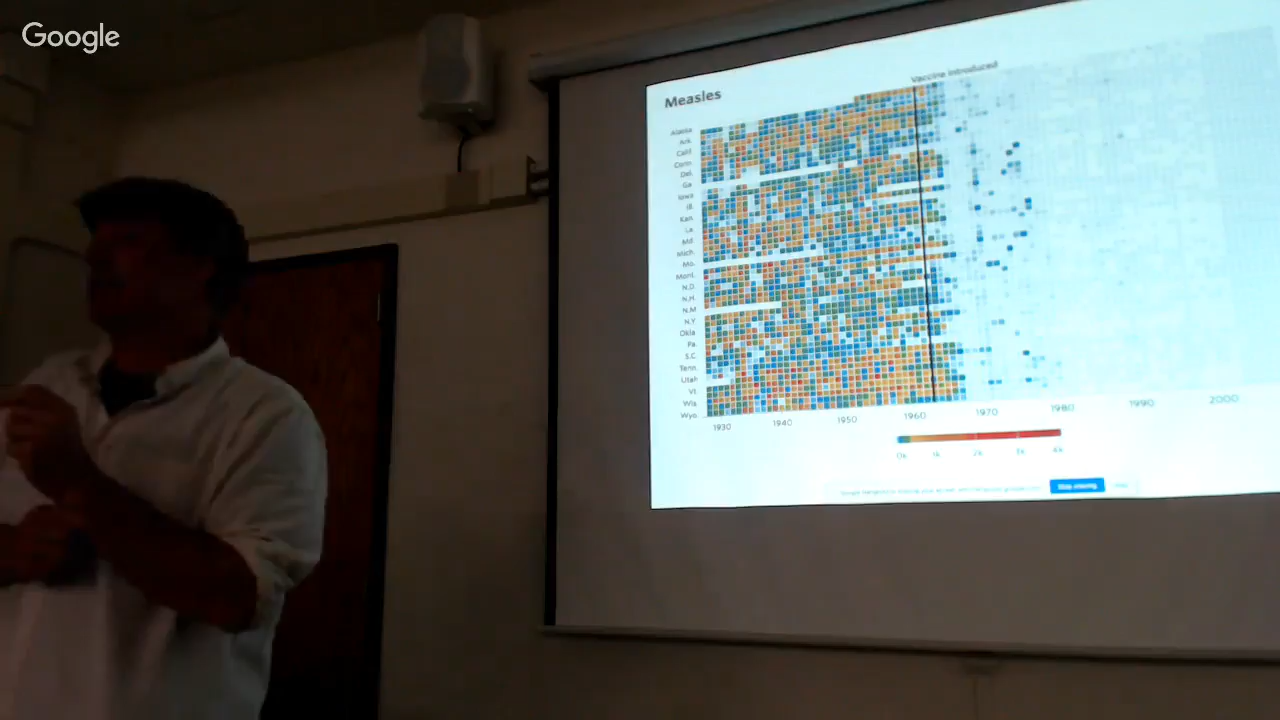 Google
Measles
Vaccine Introduced
Alaska
Ark.
Calif.
Conn.
Del.
Ga.
Iowa
Ill.
Kan.
La.
Md.
Mich.
Mo.
Mont.
N.D.
N.H.
N.M
N.Y
Okla
Pa.
S.C.
Tenn.
Utah
Vt.
Wis.
Wyo.
1930 1940 1950 1960 1970 1980 1990 2000
0k 1k 2k 3k 4k
Stop sharing